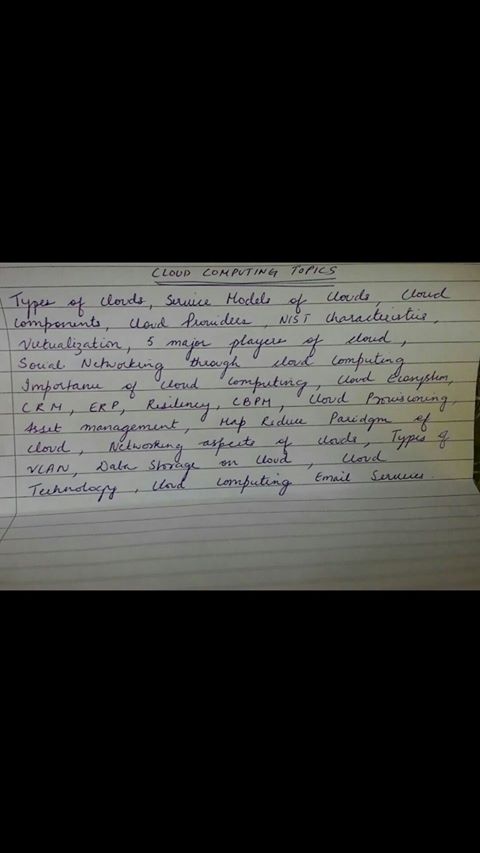 CLOUD COMPUTING TOPICS
Types of Clouds, Service Models of Clouds, Cloud
Components, Cloud Providers, NIST Characteristics,
Virtualization, 5 major players of cloud,
Social Networking through cloud computing
Importance of cloud computing, Cloud Ecosystem,
CRM, ERP, Resiliency, CBPM, Cloud Provisioning,
Asset management, Map Reduce Paridgm of
Cloud, Networking aspects of clouds, Types of
VLAN, Data Storage on Cloud, Cloud
Technology, Cloud Computing Email Services.